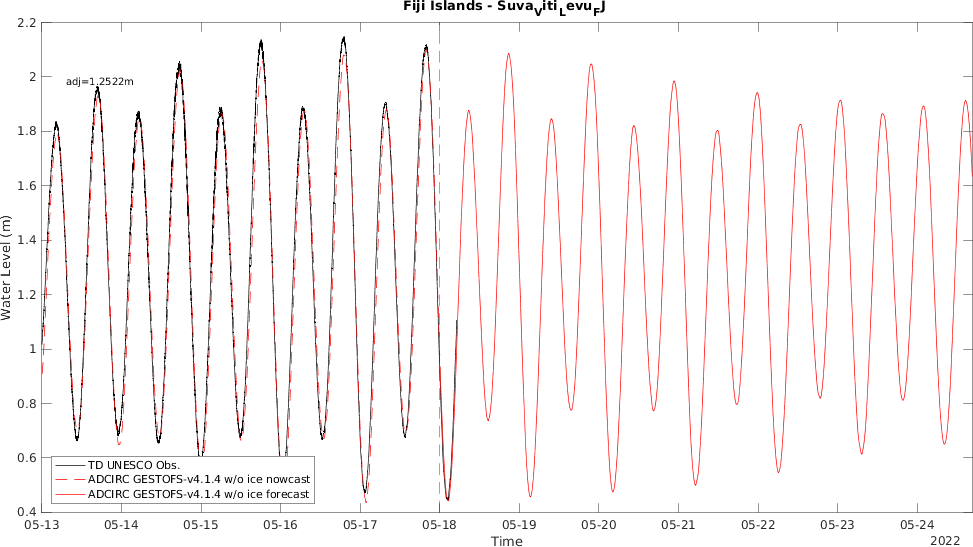 Fiji Islands - SuvaVitiLevuFJ
2.2
2
1.8
1.6
1.4
1.2
1
0.8
0.6
0.4
Water Level (m)
adj=1.2522m
TD UNESCO Obs.
ADCIRC GESTOFS-v4.1.4 w/o ice nowcast
ADCIRC GESTOFS-v4.1.4 w/o ice forecast
05-13 05-14 05-15 05-16 05-17 05-18 05-19 05-20 05-21 05-22 05-23 05-24
Time
2022